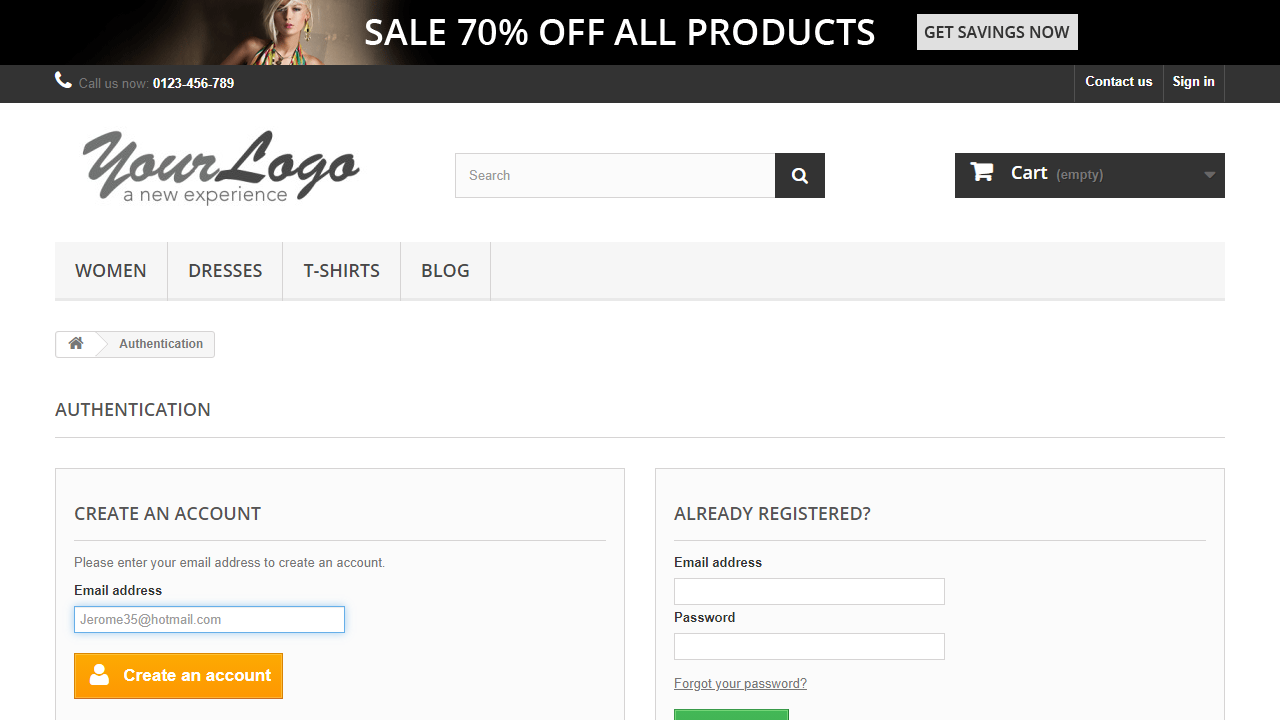 SALE 70% OFF ALL PRODUCTS
GET SAVINGS NOW
Call us now: 0123-456-789
Contact us
Sign in
YourLogo
a new experience
Search
Cart (empty)
WOMEN
DRESSES
T-SHIRTS
BLOG
Authentication
AUTHENTICATION
CREATE AN ACCOUNT
Please enter your email address to create an account.
Email address
Jerome35@hotmail.com
Create an account
ALREADY REGISTERED?
Email address
Password
Forgot your password?